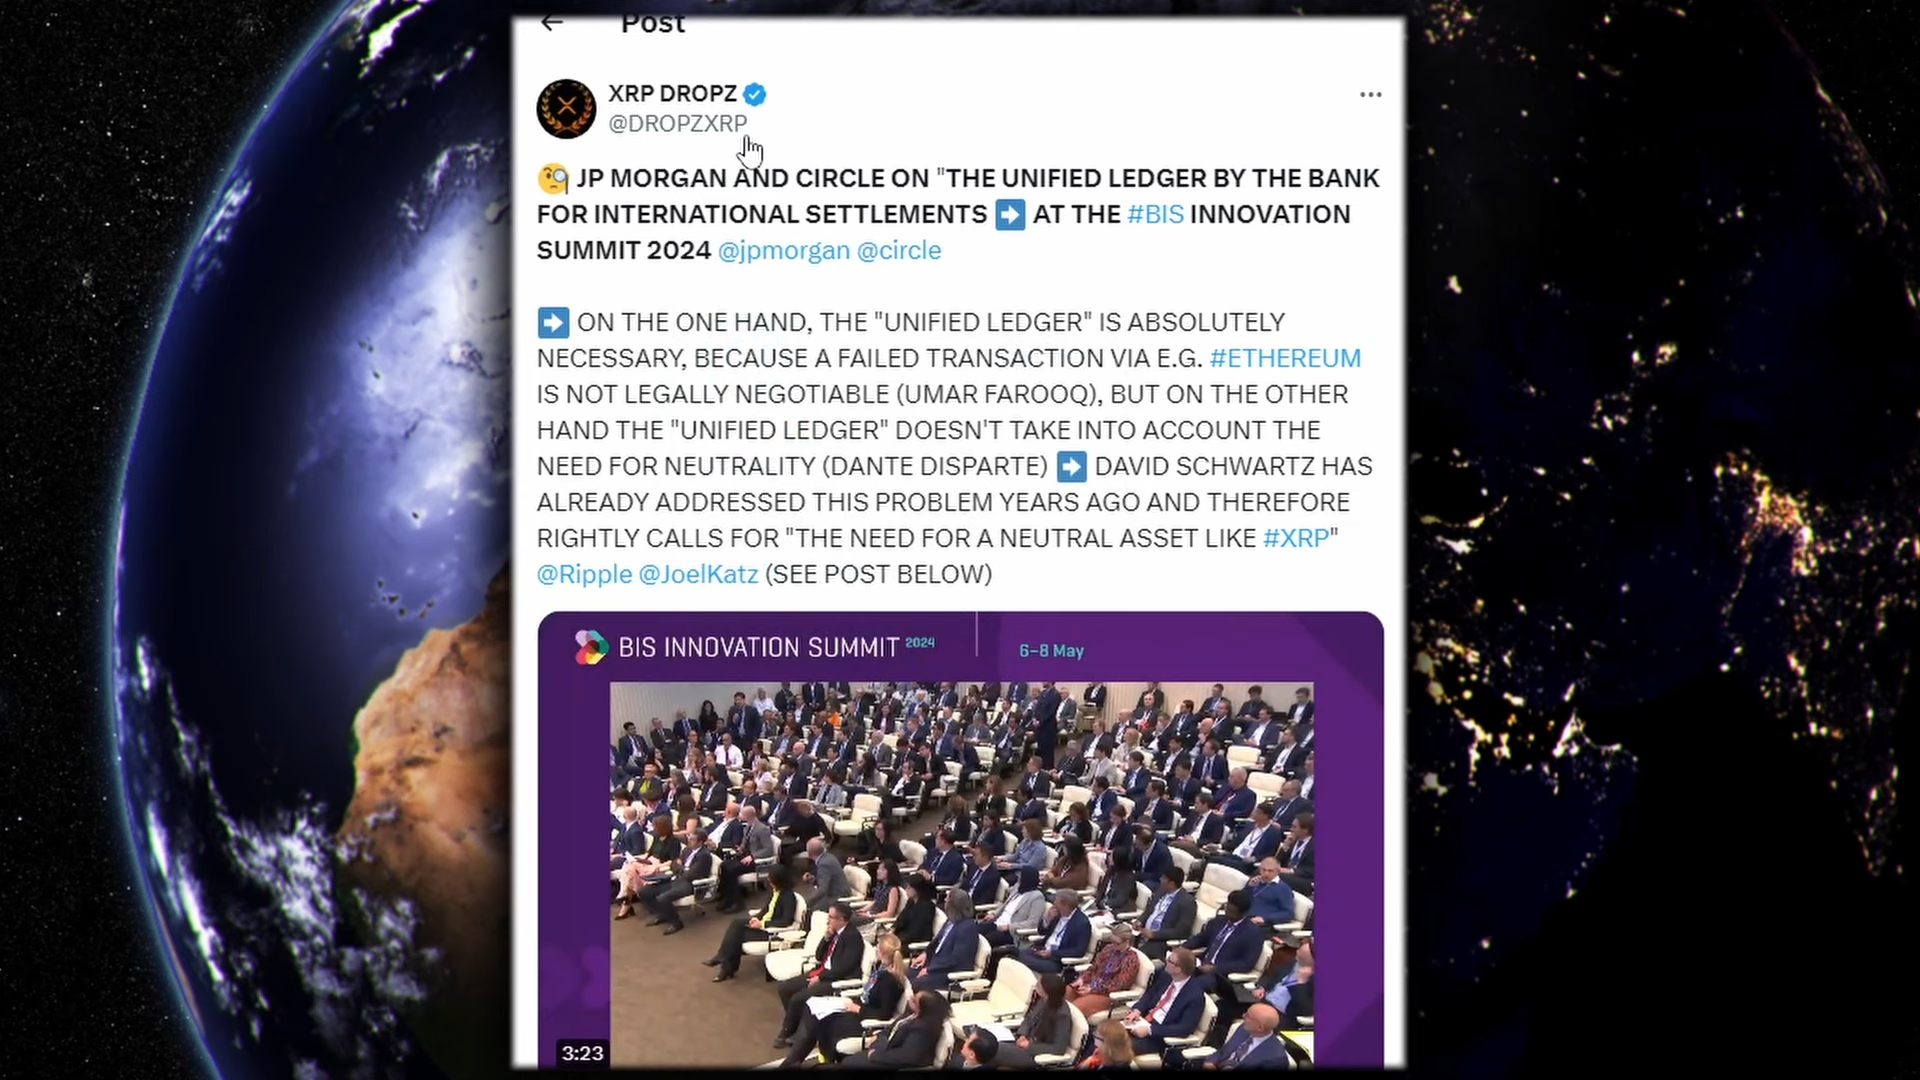 ← Post
XRP DROPZ
@DROPZXRP
🧐 JP MORGAN AND CIRCLE ON "THE UNIFIED LEDGER BY THE BANK
FOR INTERNATIONAL SETTLEMENTS ➡️ AT THE #BIS INNOVATION
SUMMIT 2024 @jpmorgan @circle
➡️ ON THE ONE HAND, THE "UNIFIED LEDGER" IS ABSOLUTELY
NECESSARY, BECAUSE A FAILED TRANSACTION VIA E.G. #ETHEREUM
IS NOT LEGALLY NEGOTIABLE (UMAR FAROOQ), BUT ON THE OTHER
HAND THE "UNIFIED LEDGER" DOESN'T TAKE INTO ACCOUNT THE
NEED FOR NEUTRALITY (DANTE DISPARTE) ➡️ DAVID SCHWARTZ HAS
ALREADY ADDRESSED THIS PROBLEM YEARS AGO AND THEREFORE
RIGHTLY CALLS FOR "THE NEED FOR A NEUTRAL ASSET LIKE #XRP"
@Ripple @JoelKatz (SEE POST BELOW)
BIS INNOVATION SUMMIT 2024
6–8 May
3:23